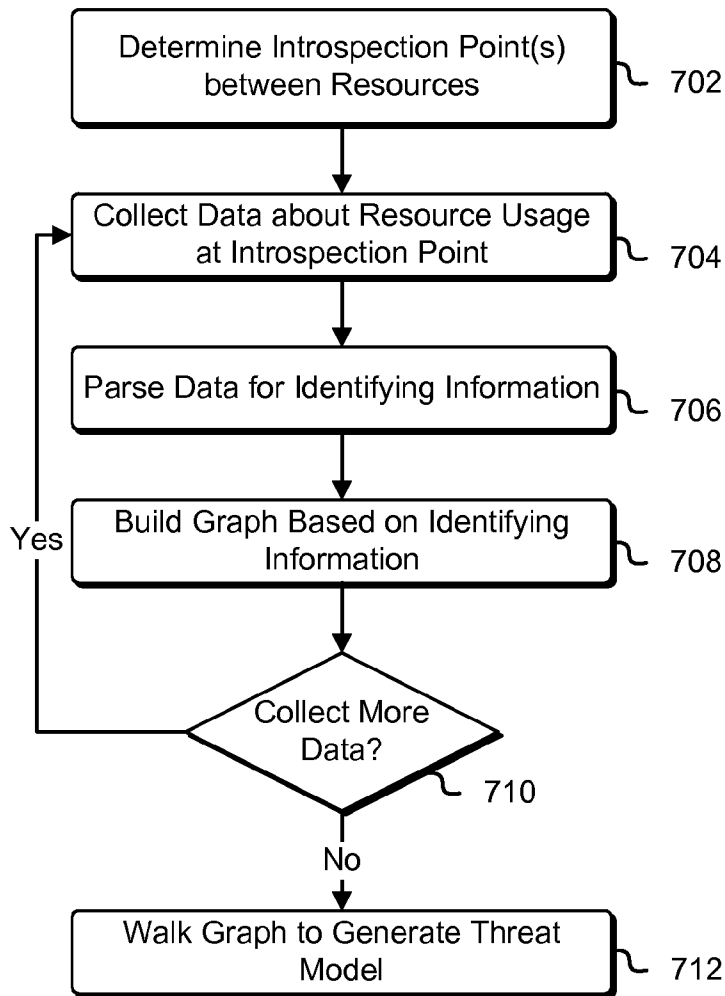 Determine Introspection Point(s)
between Resources
702
Collect Data about Resource Usage
at Introspection Point
704
Parse Data for Identifying Information
706
Build Graph Based on Identifying
Information
708
Yes
Collect More
Data?
710
No
Walk Graph to Generate Threat
Model
712